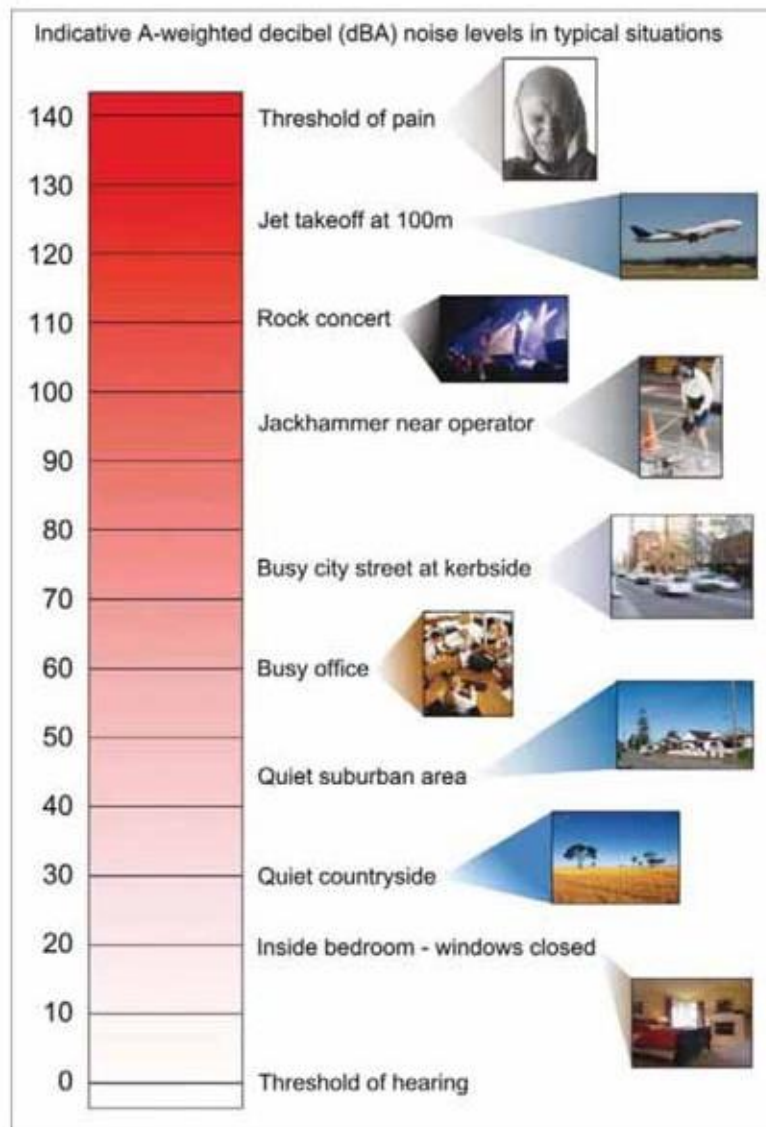 Indicative A-weighted decibel (dBA) noise levels in typical situations
140
Threshold of pain
130
Jet takeoff at 100m
120
110
Rock concert
100
Jackhammer near operator
90
80
Busy city street at kerbside
70
60
Busy office
50
Quiet suburban area
40
30
Quiet countryside
20
Inside bedroom - windows closed
10
0
Threshold of hearing